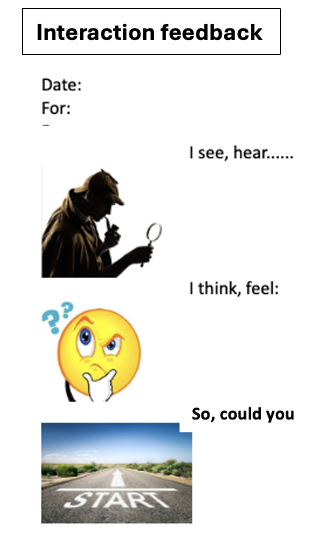 Interaction feedback
Date:
For:
I see, hear......
I think, feel:
??
So, could you
START